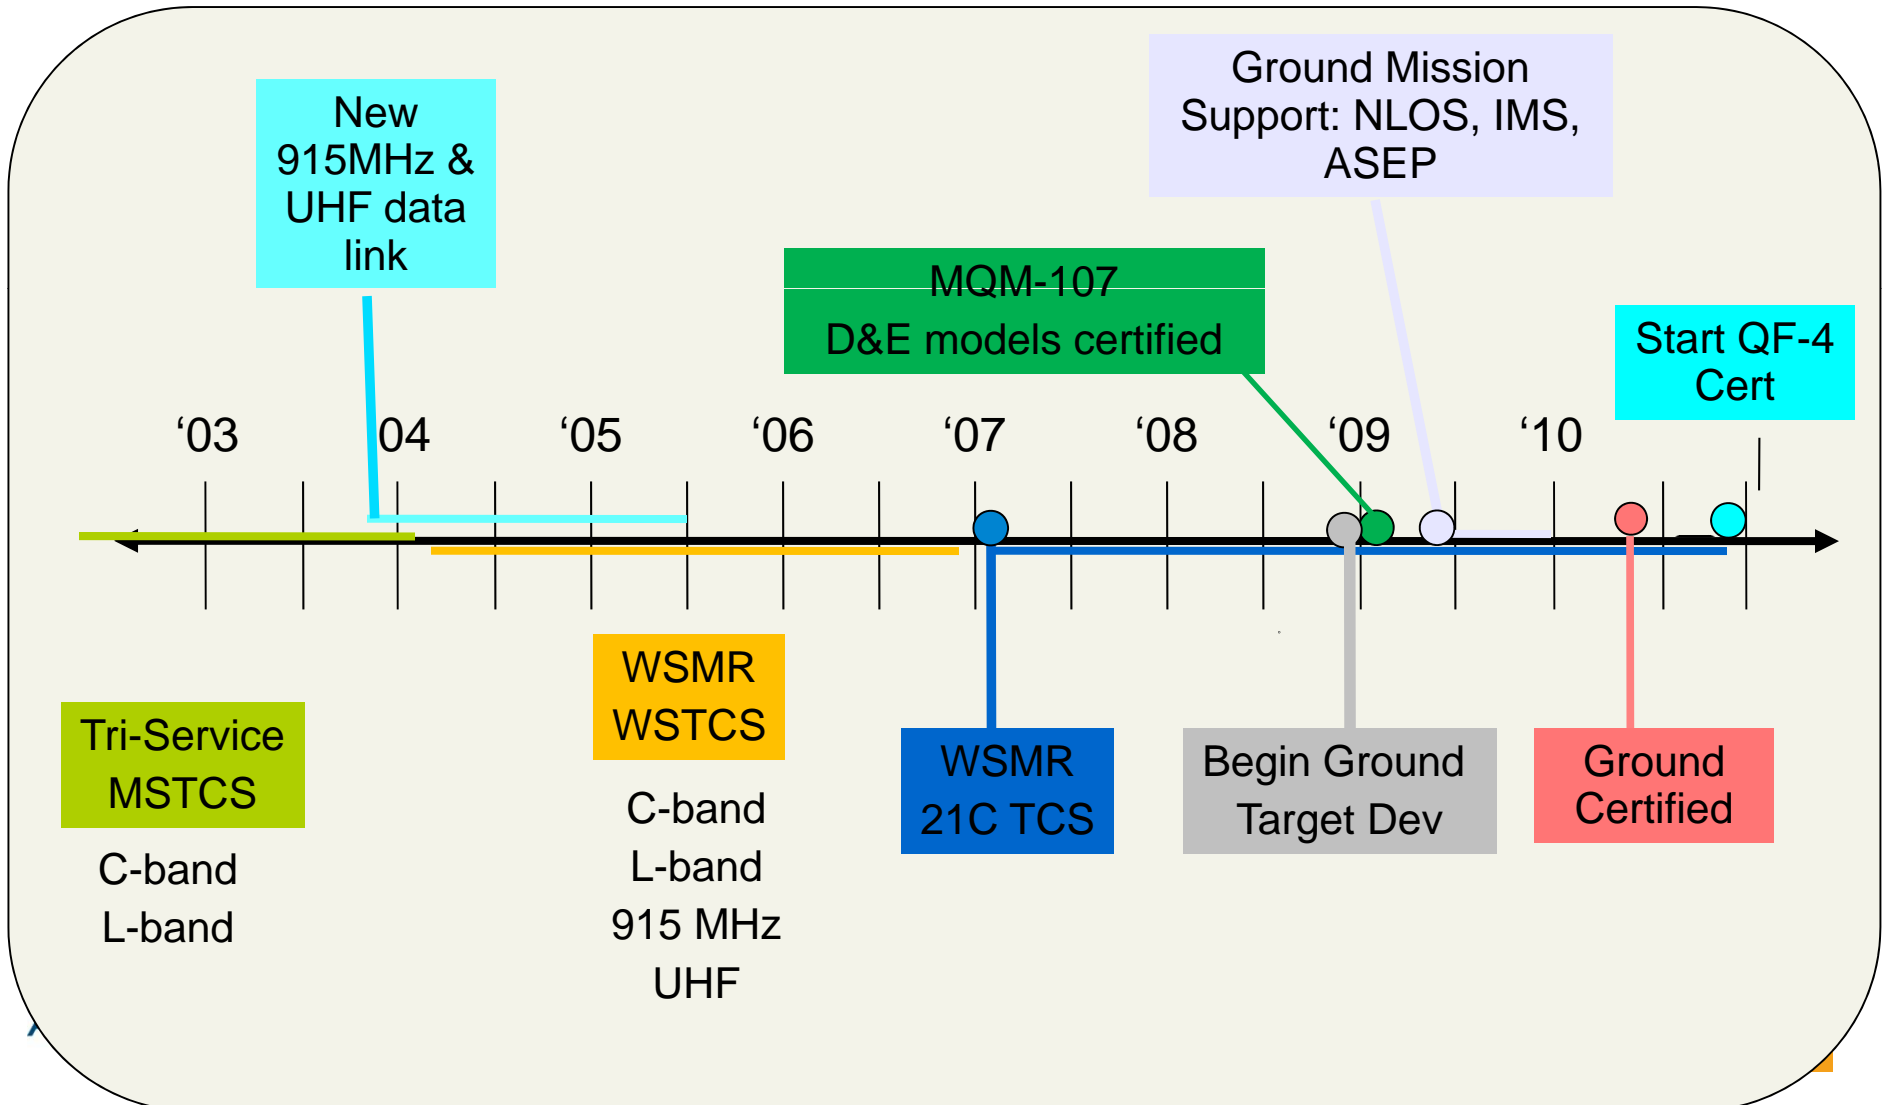 New
915MHz &
UHF data
link
Ground Mission
Support: NLOS, IMS,
ASEP
MQM-107
D&E models certified
Start QF-4
Cert
‘03
04
‘05
‘06
‘07
‘08
‘09
‘10
Tri-Service
MSTCS
C-band
L-band
WSMR
WSTCS
C-band
L-band
915 MHz
UHF
WSMR
21C TCS
Begin Ground
Target Dev
Ground
Certified